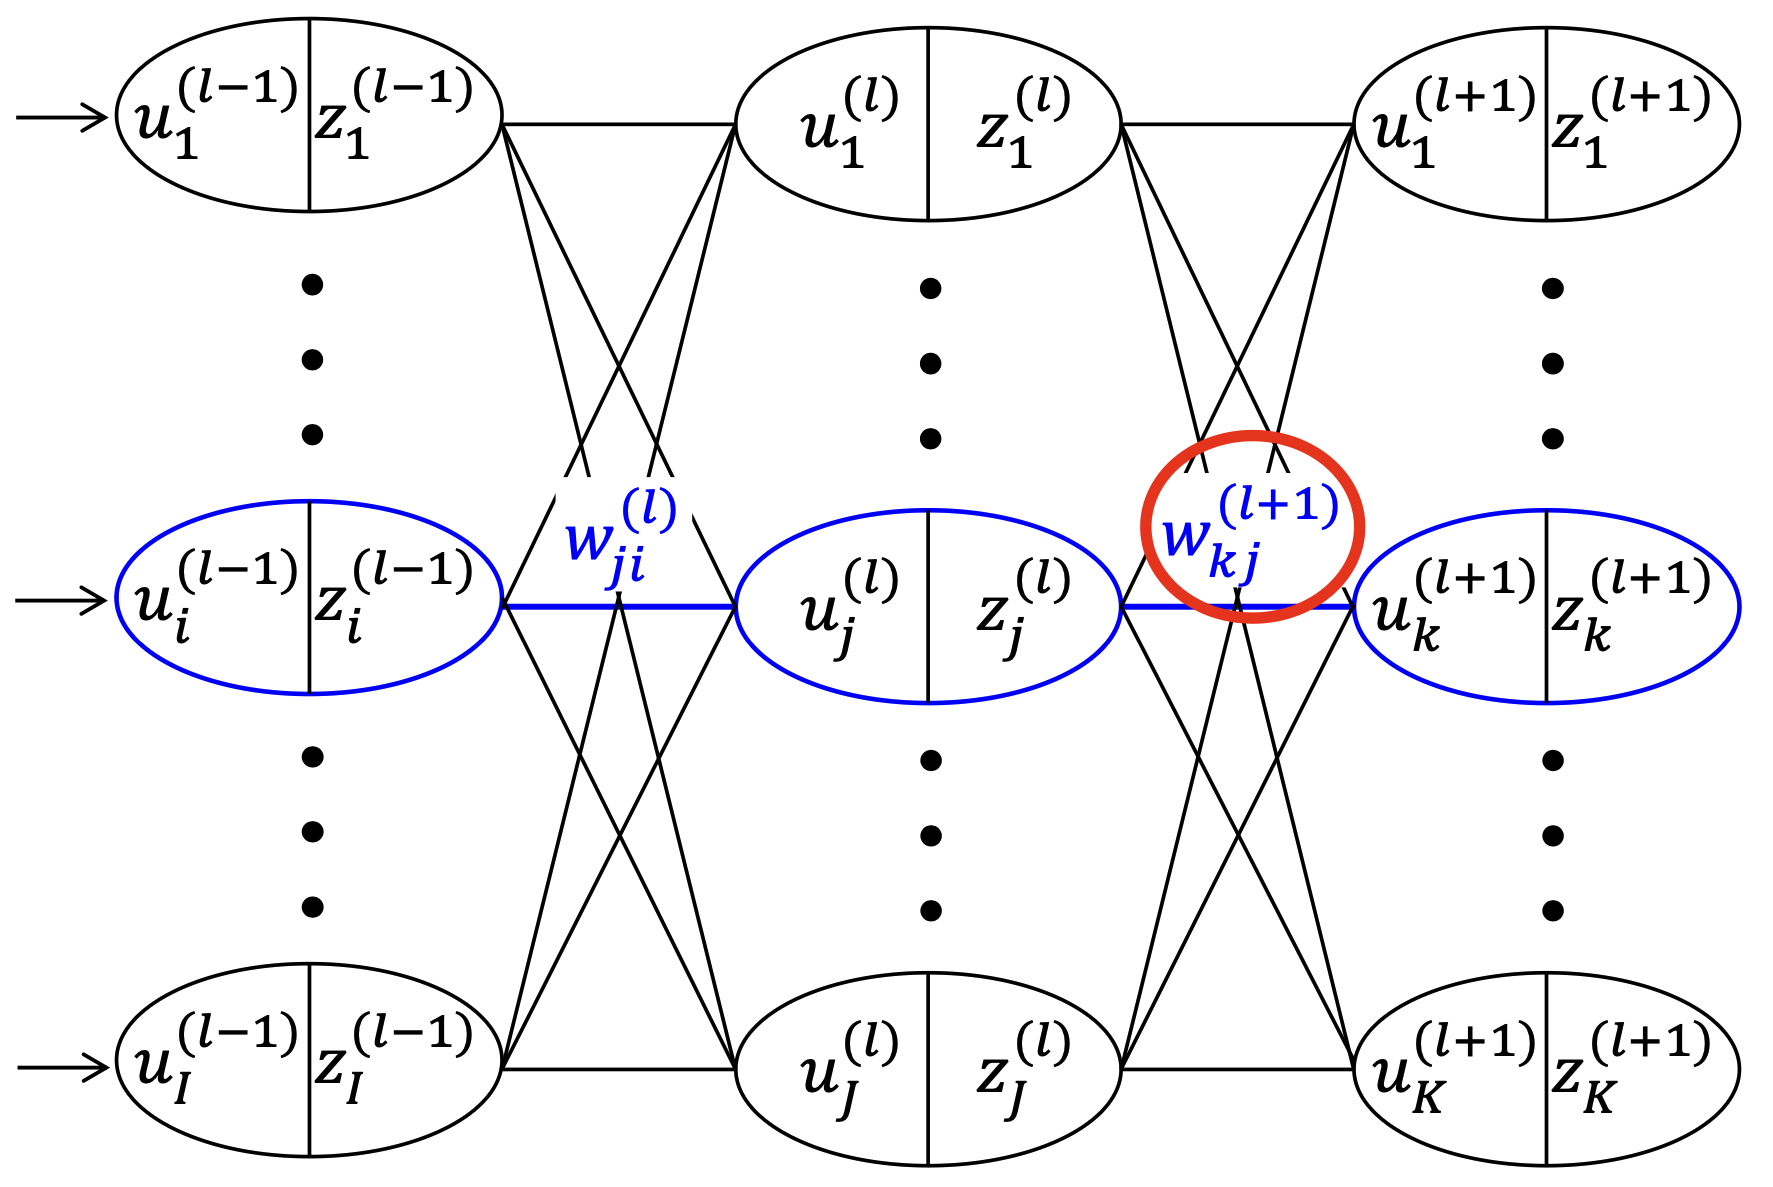 u_1^{(l−1)} z_1^{(l−1)} u_1^{(l)} z_1^{(l)} u_1^{(l+1)} z_1^{(l+1)}
w_{ji}^{(l)} w_{kj}^{(l+1)}
u_i^{(l−1)} z_i^{(l−1)} u_j^{(l)} z_j^{(l)} u_k^{(l+1)} z_k^{(l+1)}
u_I^{(l−1)} z_I^{(l−1)} u_J^{(l)} z_J^{(l)} u_K^{(l+1)} z_K^{(l+1)}